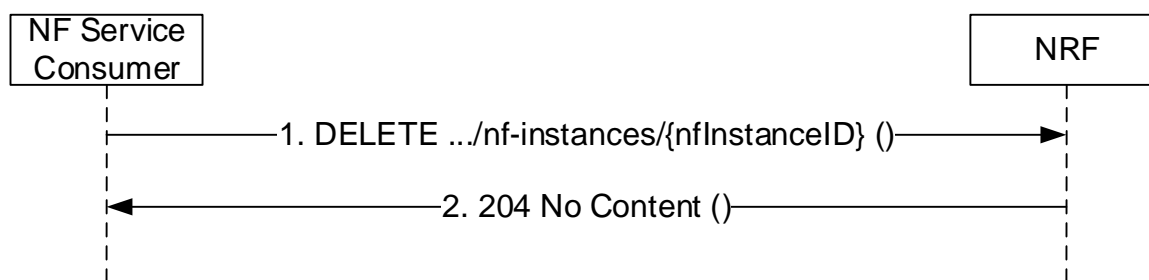 NF Service
Consumer
NRF
1. DELETE .../nf-instances/{nfInstanceID} ()
2. 204 No Content ()